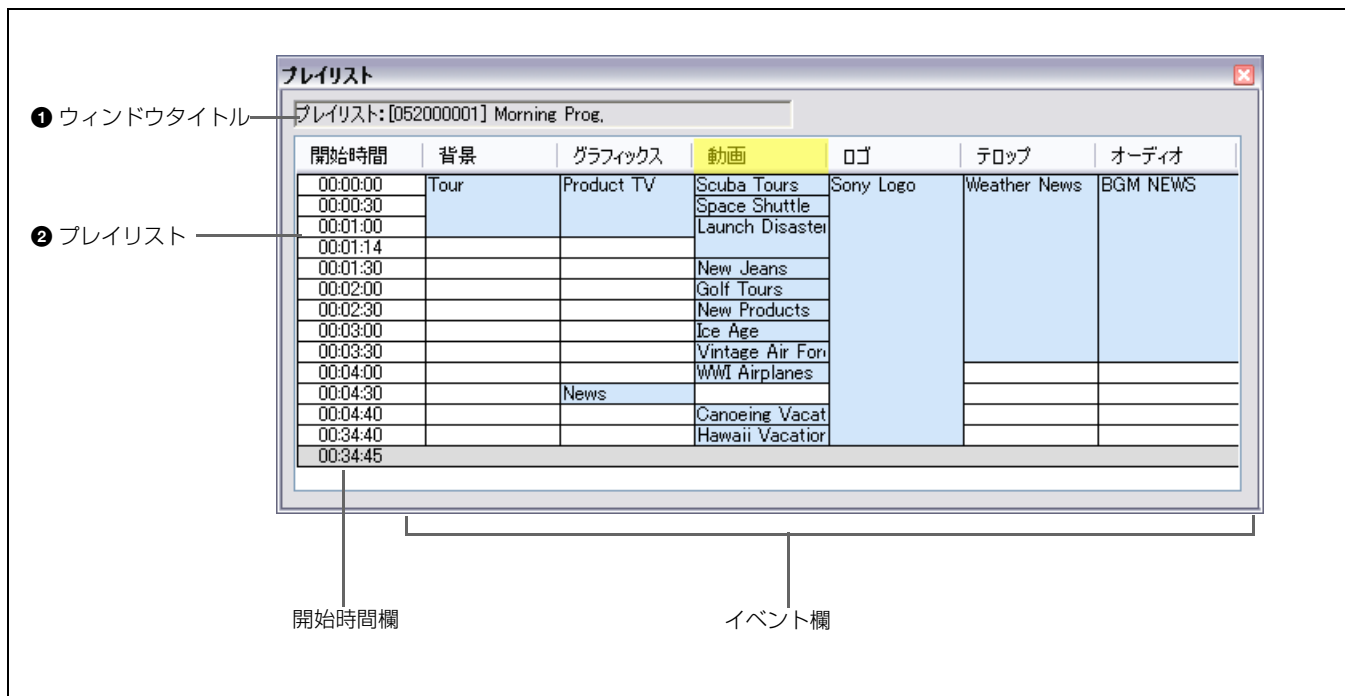 プレイリスト
❶ ウィンドウタイトル
プレイリスト：[052000001] Morning Prog.
開始時間 背景 グラフィックス 動画 ロゴ テロップ オーディオ
00:00:00 Tour Product TV Scuba Tours Sony Logo Weather News BGM NEWS
00:00:30 Space Shuttle
❷ プレイリスト
00:01:00 Launch Disaster
00:01:14
00:01:30 New Jeans
00:02:00 Golf Tours
00:02:30 New Products
00:03:00 Ice Age
00:03:30 Vintage Air For
00:04:00 WWI Airplanes
00:04:30 News
00:04:40 Canoeing Vacat
00:34:40 Hawaii Vacation
00:34:45
開始時間欄 イベント欄